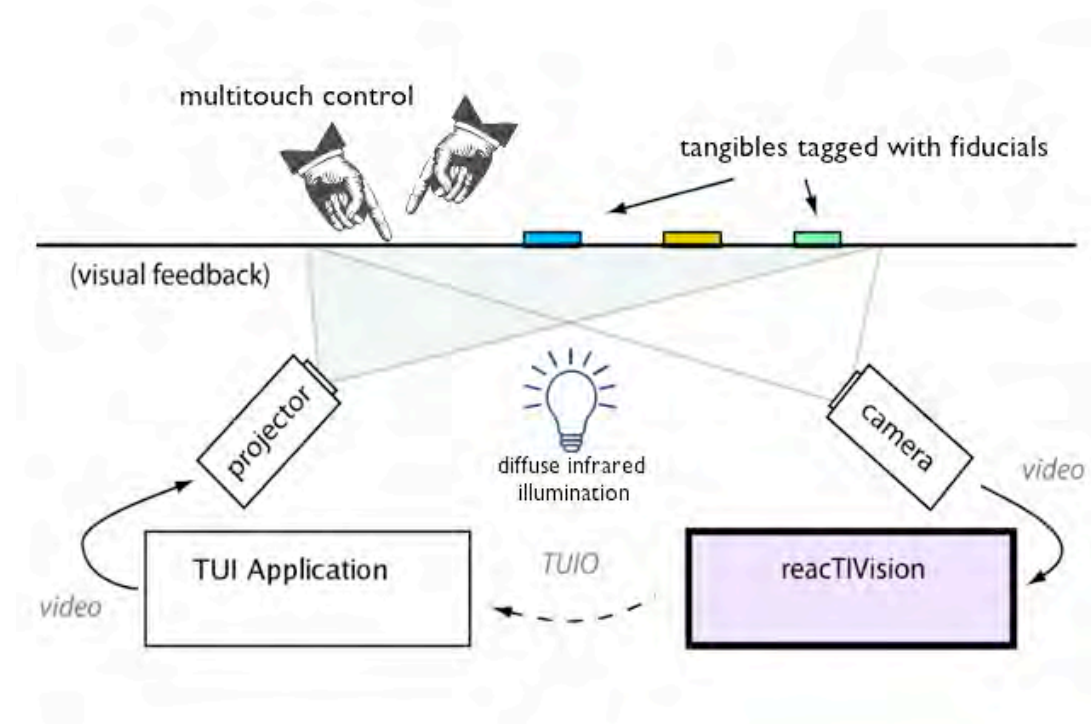 multitouch control
tangibles tagged with fiducials
(visual feedback)
projector
camera
diffuse infrared
illumination
video
TUI Application
TUIO
reacTIVision
video